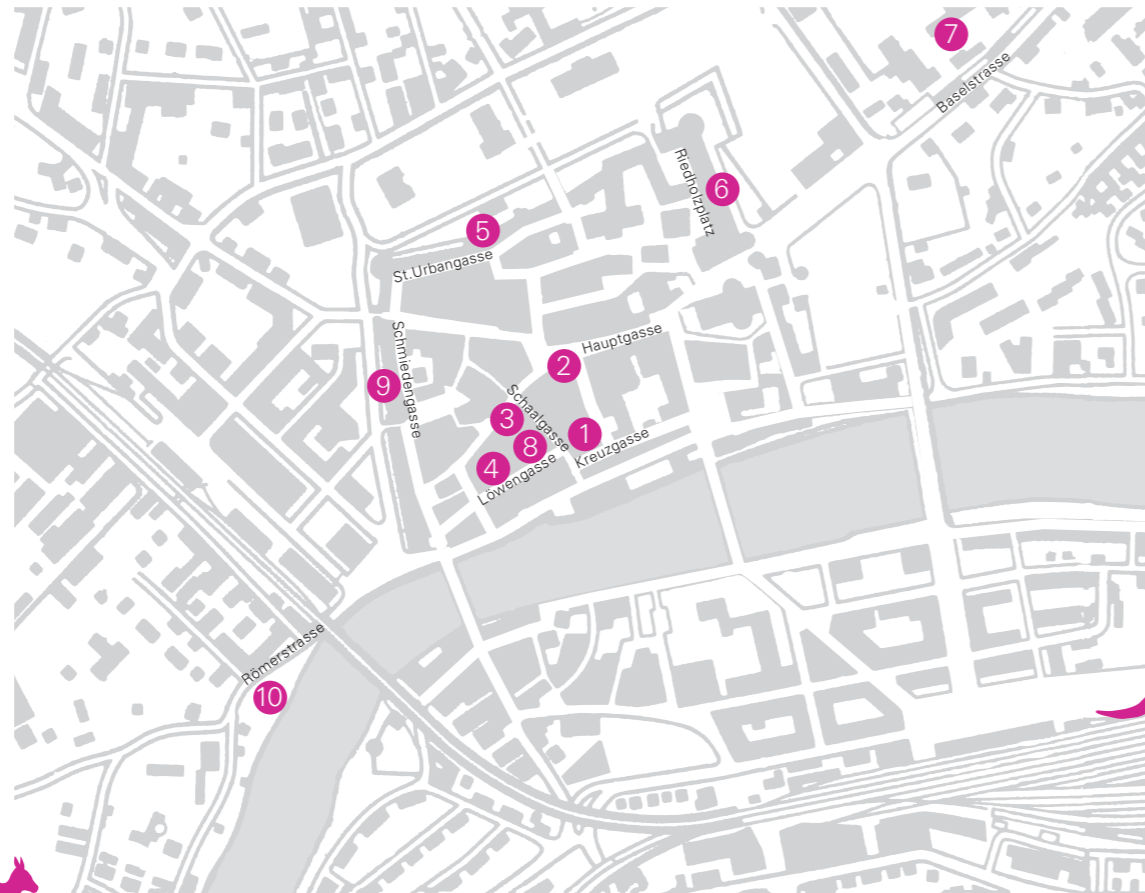 7
Baselstrasse
Riedholzplatz
6
5
St.Urbangasse
Schmiedengasse
Hauptgasse
2
9
Schaalgasse
3
1
8
Kreuzgasse
4
Löwengasse
Römerstrasse
10